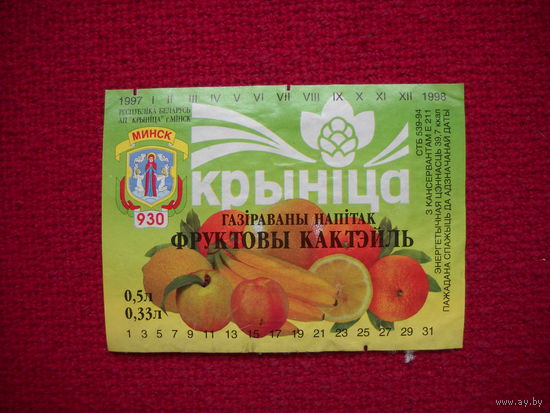 1997 I II III IV V VI VII VIII IX X XI XII 1998
РЭСПУБЛІКА БЕЛАРУСЬ
АП "КРЫНІЦА" г.МІНСК
МИНСК
930
крыніца
ГАЗІРАВАНЫ НАПІТАК
ФРУКТОВЫ КАКТЭЙЛЬ
0,5л
0,33л
1 3 5 7 9 11 13 15 17 19 21 23 25 27 29 31
СТБ 539-94
З КАНСЕРВАНТАМ Е 211
ЭНЕРГЕТЫЧНАЯ ЦЭННАСЦЬ 39,7 ккал
ПАЖАДАНА СПАЖЫЦЬ ДА АДЗНАЧАНАЙ ДАТЫ
www.ay.by